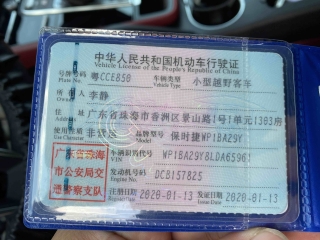 中华人民共和国机动车行驶证
Vehicle License of the People's Republic of China
号牌号码 粤CCE850 车辆类型 小型越野客车
Plate No. Vehicle Type
所有人 李静
住址 广东省珠海市香洲区景山路1号1单元1303房
使用性质 非营运 品牌型号 保时捷WP1BA29Y
广东省珠海市公安局交通警察支队
车辆识别代号 WP1BA29Y8LDA65961
VIN
发动机号码 DCB157825
Engine No.
注册日期 2020-01-13 发证日期 2020-01-13